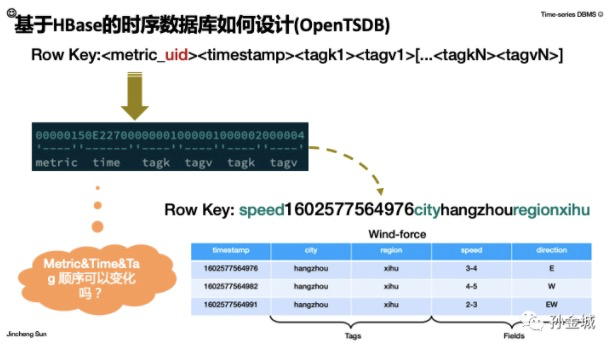 Time-series DBMS
基于HBase的时序数据库如何设计(OpenTSDB)
Row Key:<metric_uid><timestamp><tagk1><tagv1>[...<tagkN><tagvN>]
00000150E22700000001000001000002000004
metric time tagk tagv tagk tagv
Row Key: speed1602577564976cityhangzhouregionxihu
Metric&Time&Ta
g 顺序可以变化
吗？
Wind-force
timestamp city region speed direction
1602577564976 hangzhou xihu 3-4 E
1602577564982 hangzhou xihu 4-5 W
1602577564991 hangzhou xihu 2-3 EW
Tags Fields
Jincheng Sun
孙金城